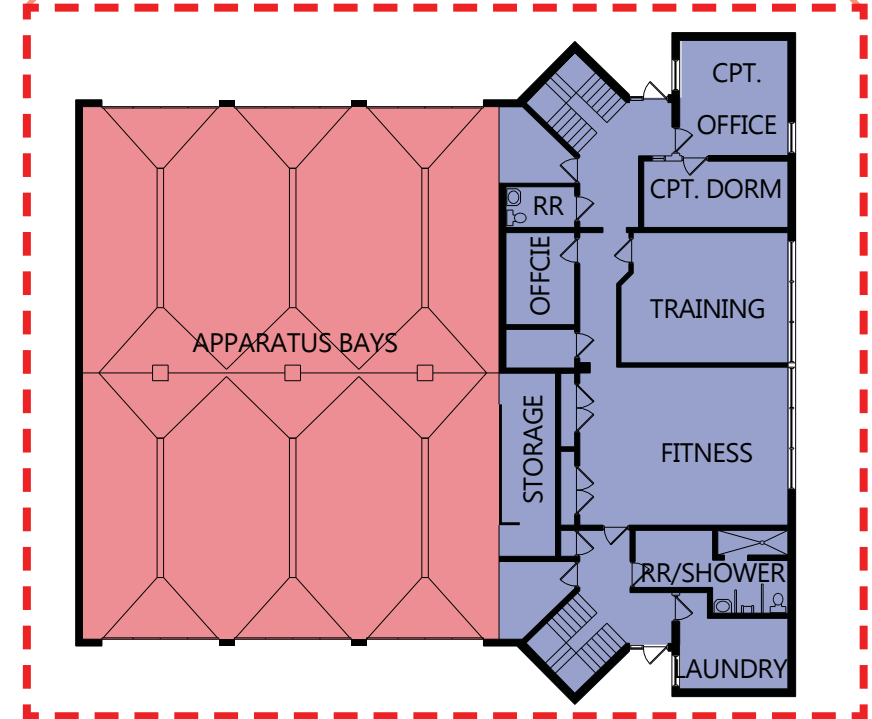 CPT.
OFFICE
CPT. DORM
RR
OFFCIE
TRAINING
APPARATUS BAYS
STORAGE
FITNESS
RR/SHOWER
LAUNDRY